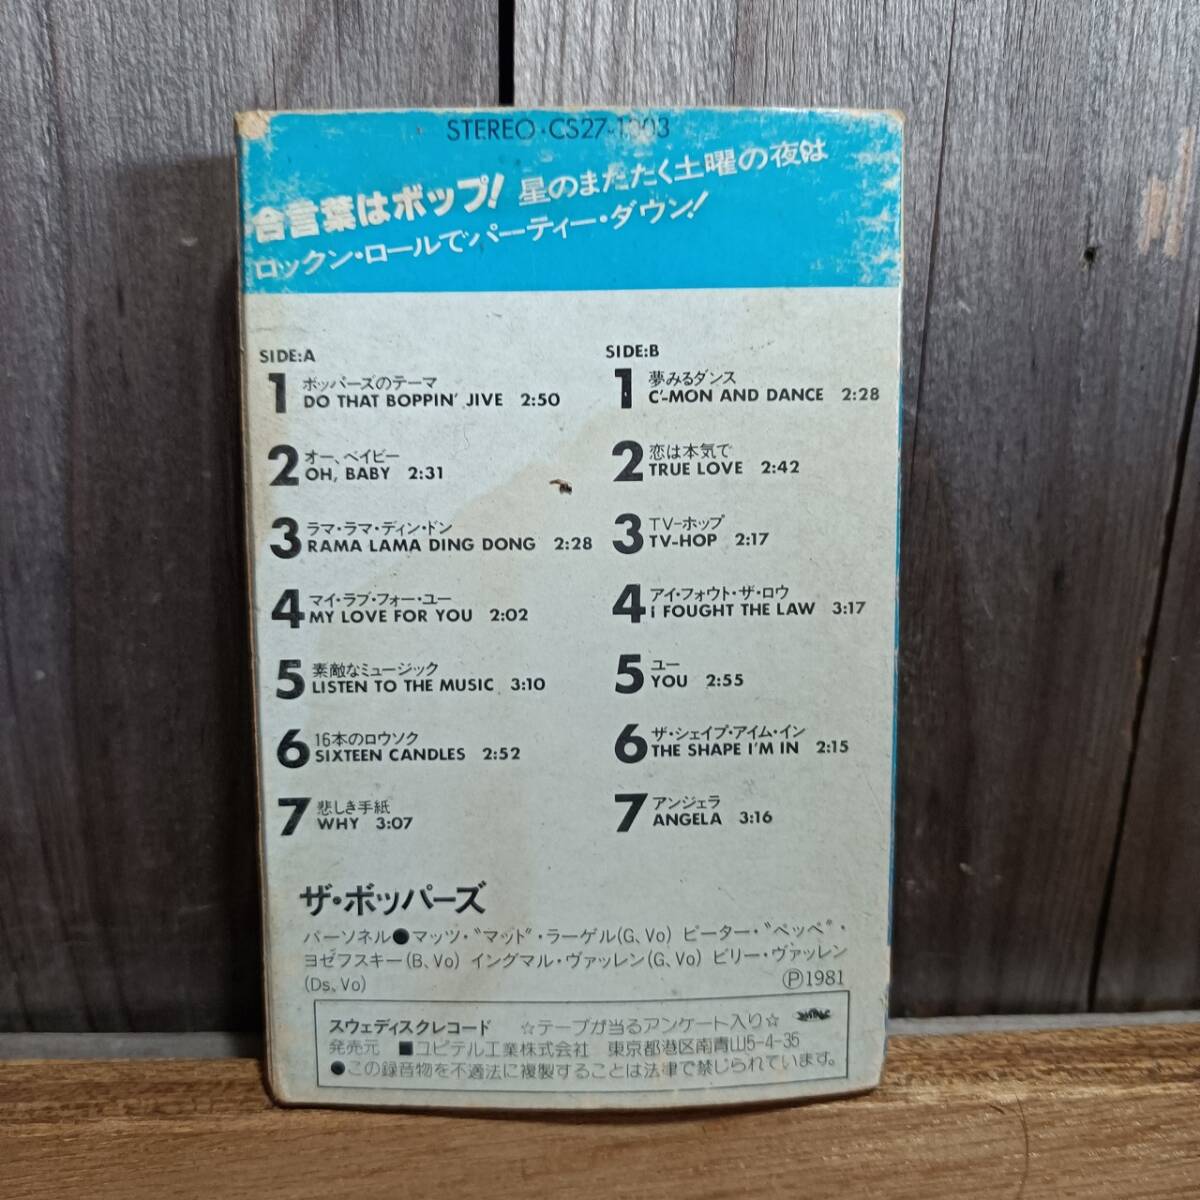 STEREO・CS27-1003
合言葉はボップ! 星のまたたく土曜の夜は
ロックン・ロールでパーティー・ダウン!
SIDE:A
1 ボッパーズのテーマ
DO THAT BOPPIN' JIVE 2:50
2 オー、ベイビー
OH, BABY 2:31
3 ラマ・ラマ・ディン・ドン
RAMA LAMA DING DONG 2:28
4 マイ・ラブ・フォー・ユー
MY LOVE FOR YOU 2:02
5 素敵なミュージック
LISTEN TO THE MUSIC 3:10
6 16本のロウソク
SIXTEEN CANDLES 2:52
7 悲しき手紙
WHY 3:07
SIDE:B
1 夢みるダンス
C'-MON AND DANCE 2:28
2 恋は本気で
TRUE LOVE 2:42
3 TV-ホップ
TV-HOP 2:17
4 アイ・フォウト・ザ・ロウ
i FOUGHT THE LAW 3:17
5 ユー
YOU 2:55
6 ザ・シェイプ・アイム・イン
THE SHAPE I'M IN 2:15
7 アンジェラ
ANGELA 3:16
ザ・ボッパーズ
パーソネル●マッツ・"マッド"・ラーゲル(G、Vo) ピーター・"ペッペ"・
ヨゼフスキー(B、Vo) イングマル・ヴァッレン(G、Vo) ビリー・ヴァッレン
(Ds、Vo) Ⓟ1981
スウェディスクレコード ☆テープが当るアンケート入り☆
発売元 ■ユピテル工業株式会社 東京都港区南青山5-4-35
●この録音物を不適法に複製することは法律で禁じられています。